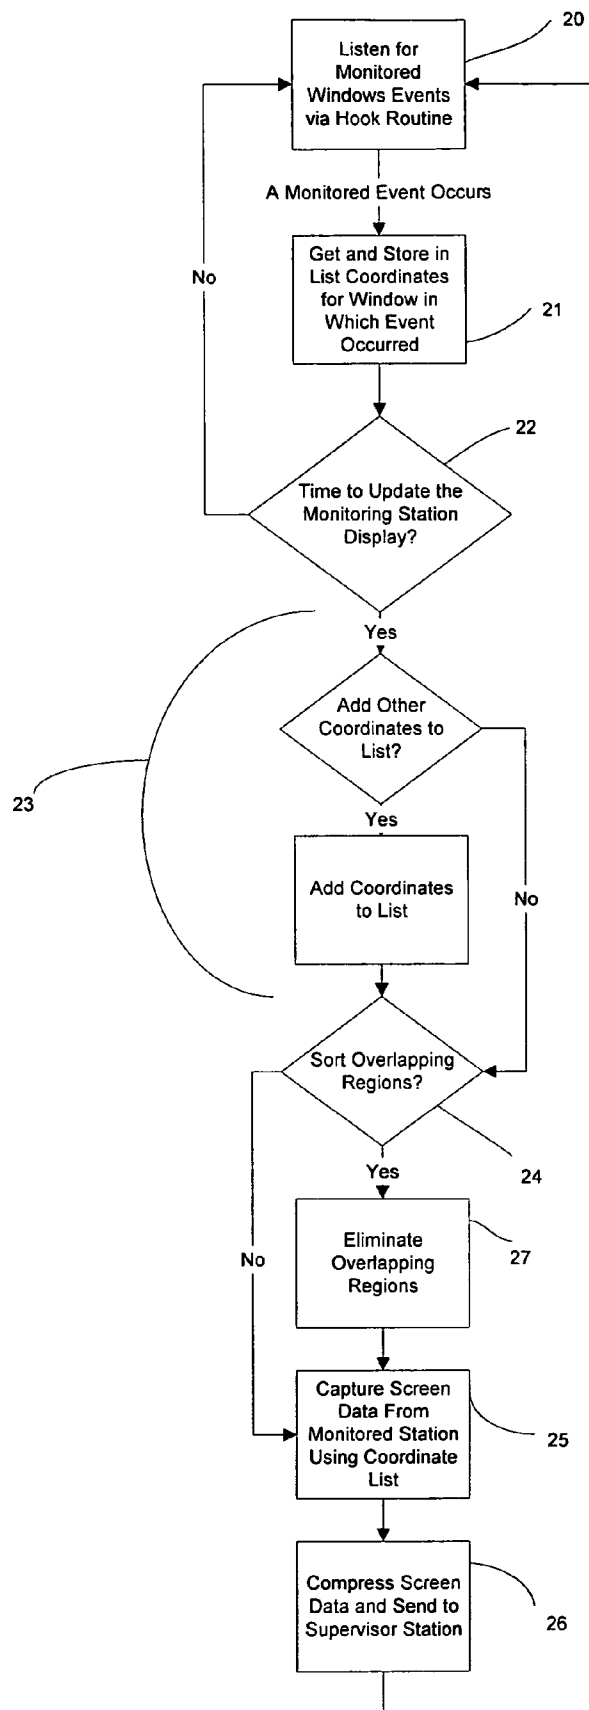 20
Listen for
Monitored
Windows Events
via Hook Routine
A Monitored Event Occurs
No
Get and Store in
List Coordinates
for Window in
Which Event
Occurred
21
22
Time to Update the
Monitoring Station
Display?
Yes
Add Other
Coordinates to
List?
23
Yes
Add Coordinates
to List
No
Sort Overlapping
Regions?
24
Yes
Eliminate
Overlapping
Regions
27
No
Capture Screen
Data From
Monitored Station
Using Coordinate
List
25
Compress Screen
Data and Send to
Supervisor Station
26